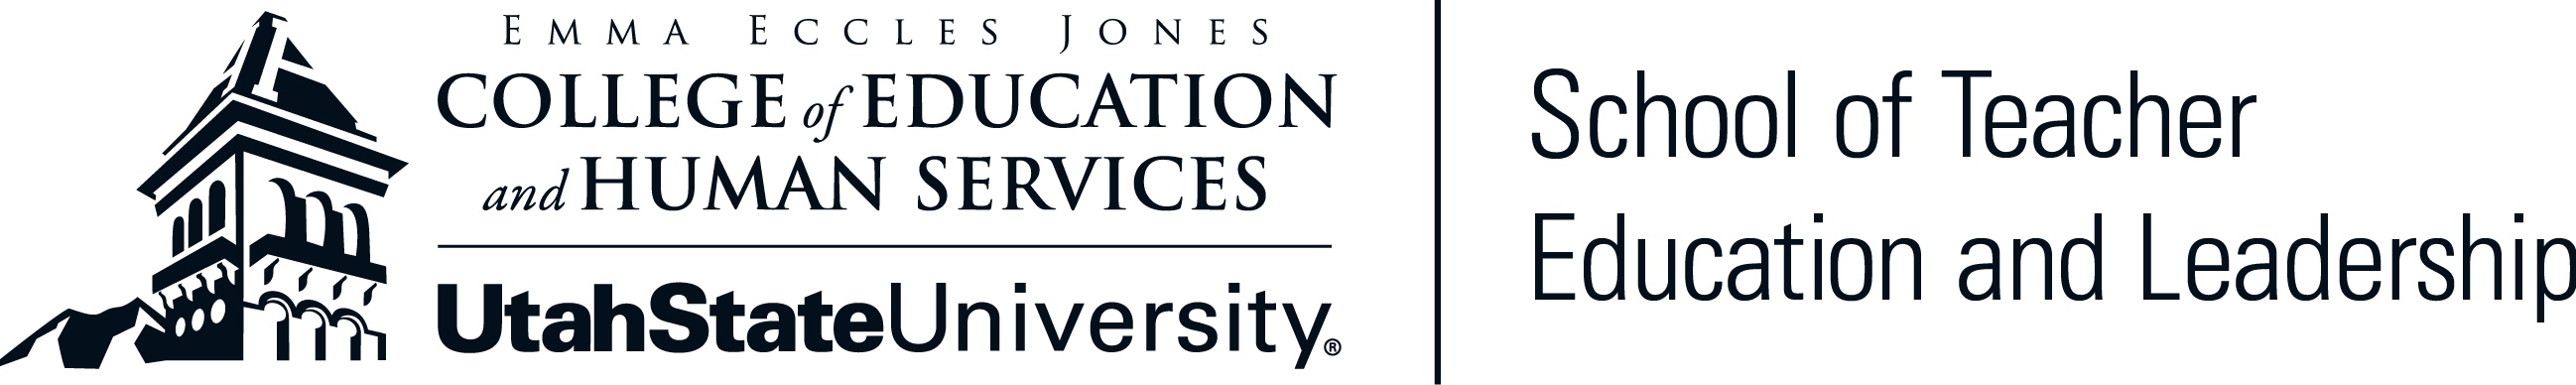 EMMA ECCLES JONES
COLLEGE of EDUCATION
and HUMAN SERVICES
UtahStateUniversity®
School of Teacher
Education and Leadership